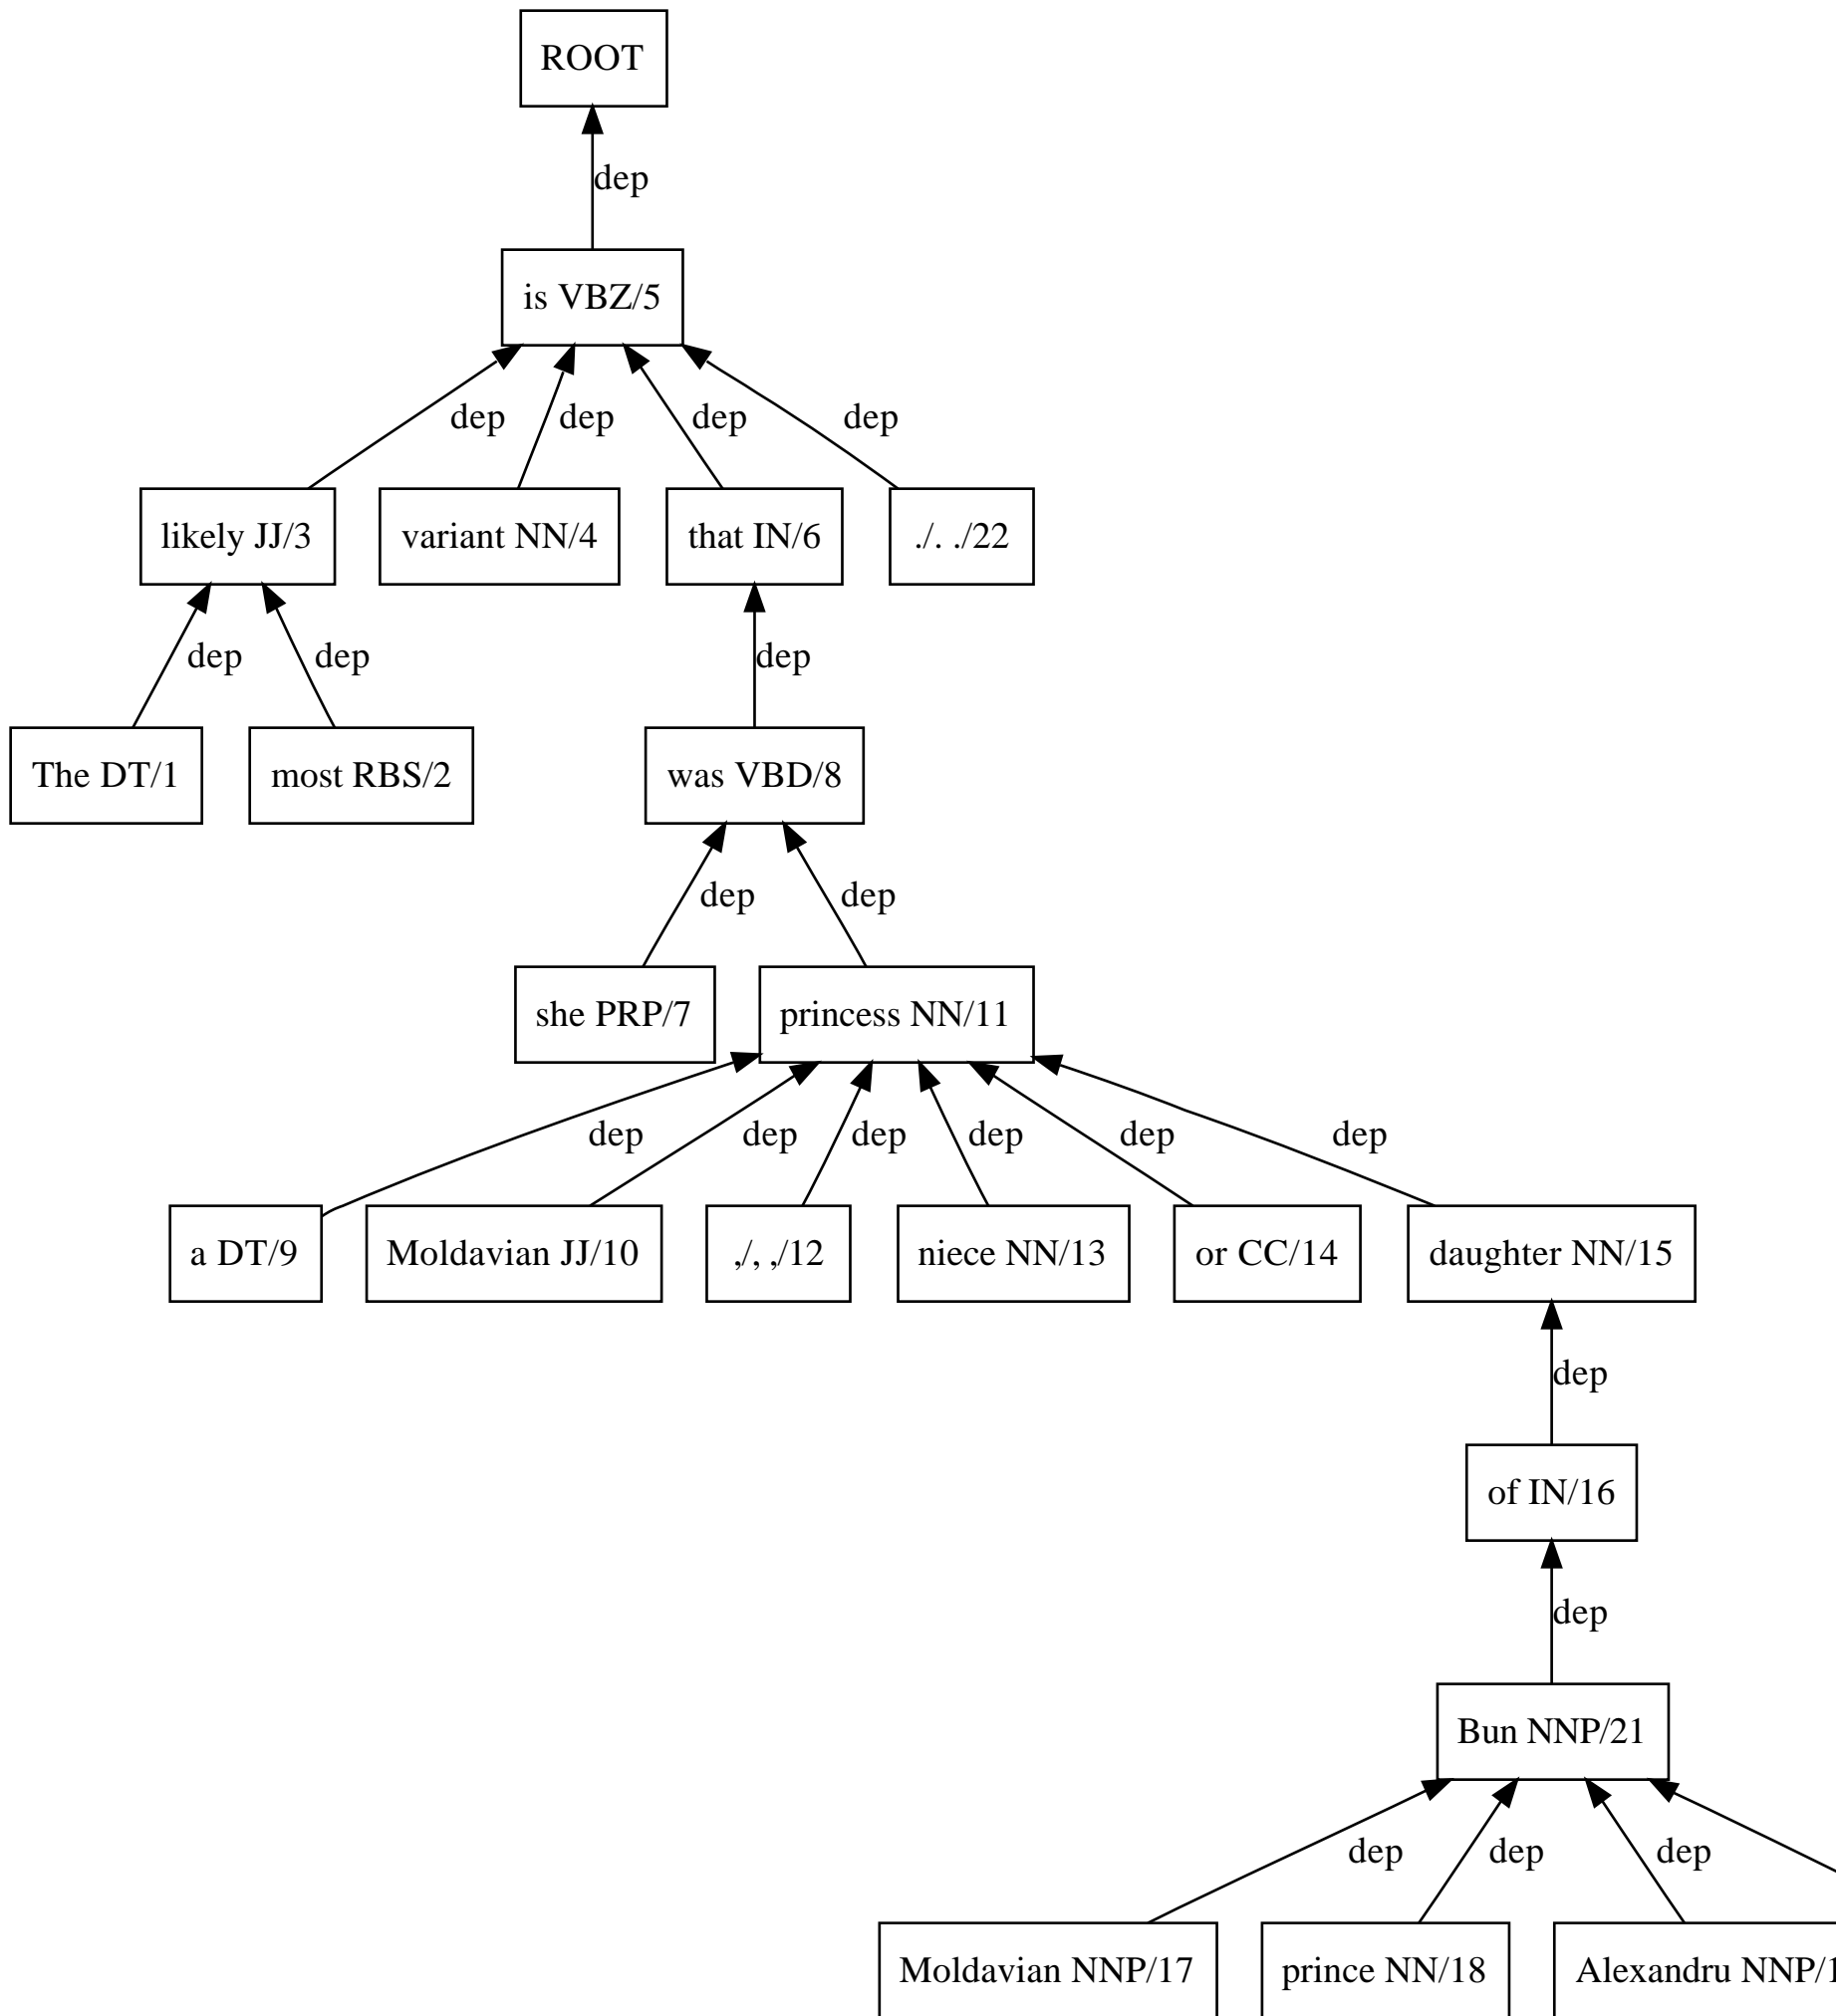 ROOT
dep
is VBZ/5
dep dep dep dep
likely JJ/3 variant NN/4 that IN/6 ./. ./22
dep dep dep
The DT/1 most RBS/2 was VBD/8
dep dep
she PRP/7 princess NN/11
dep dep dep dep dep dep
a DT/9 Moldavian JJ/10 ,/, ,/12 niece NN/13 or CC/14 daughter NN/15
dep
of IN/16
dep
Bun NNP/21
dep dep dep
Moldavian NNP/17 prince NN/18 Alexandru